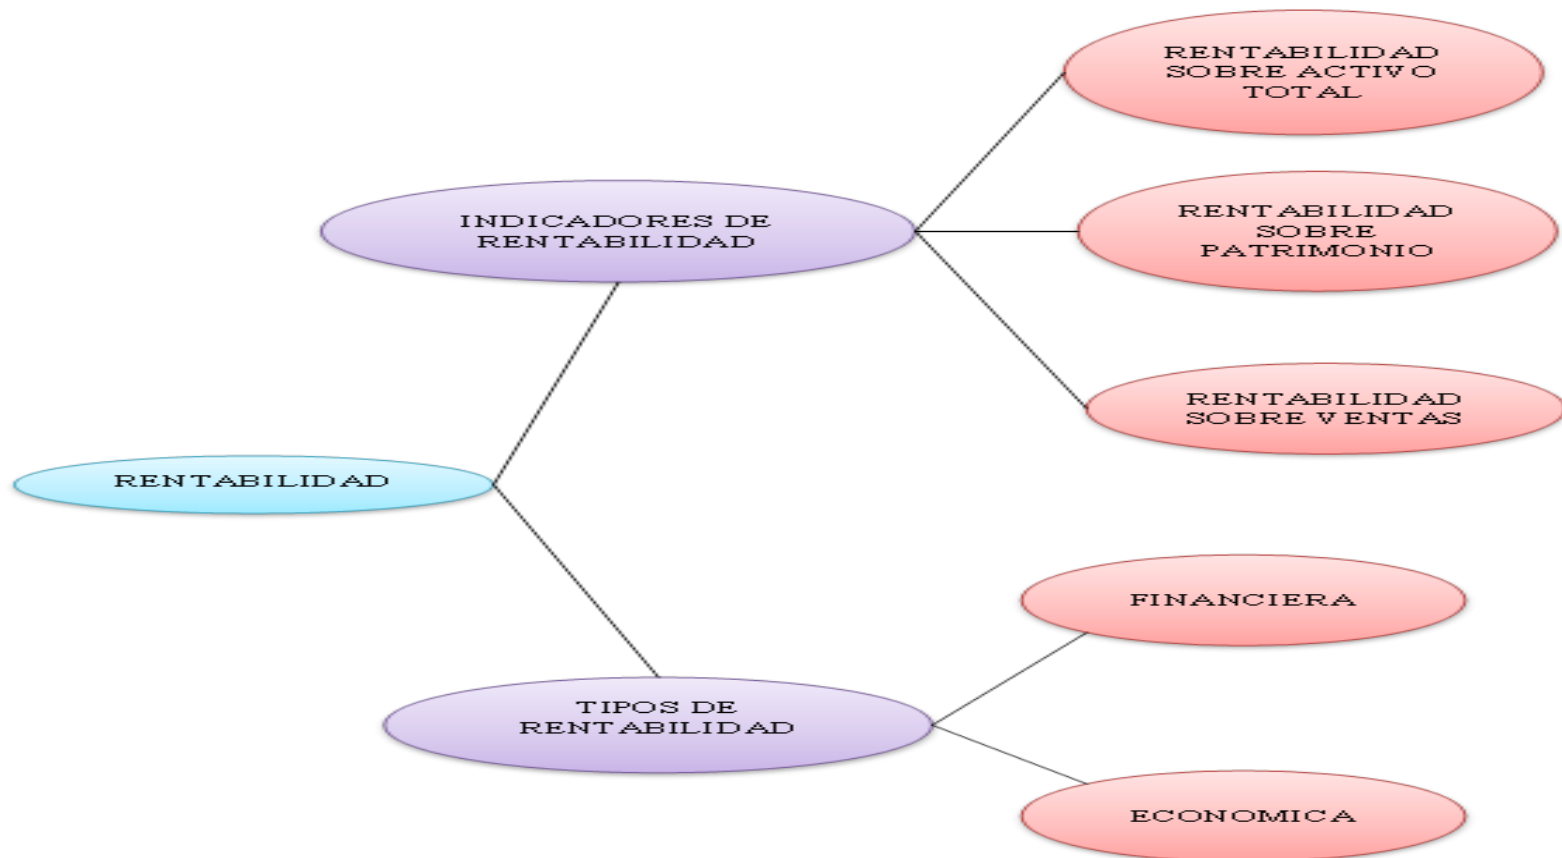 RENTABILIDAD
SOBRE ACTIVO
TOTAL
INDICADORES DE
RENTABILIDAD
RENTABILIDAD
SOBRE
PATRIMONIO
RENTABILIDAD
SOBRE VENTAS
RENTABILIDAD
FINANCIERA
TIPOS DE
RENTABILIDAD
ECONOMICA